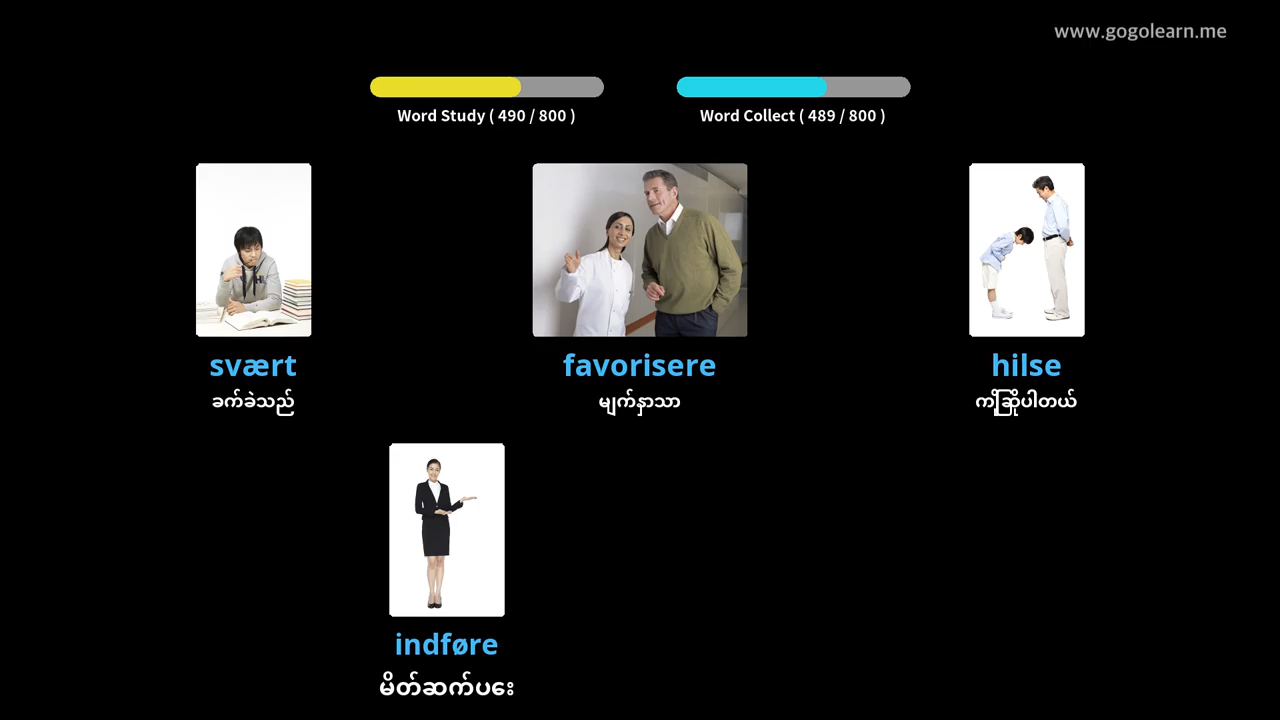 www.gogolearn.me
Word Study ( 490 / 800 )
Word Collect ( 489 / 800 )
svært
ခက်ခဲသည်
favorisere
မျက်နှာသာ
hilse
ကြိုဆိုပါတယ်
indføre
မိတ်ဆက်ပေး